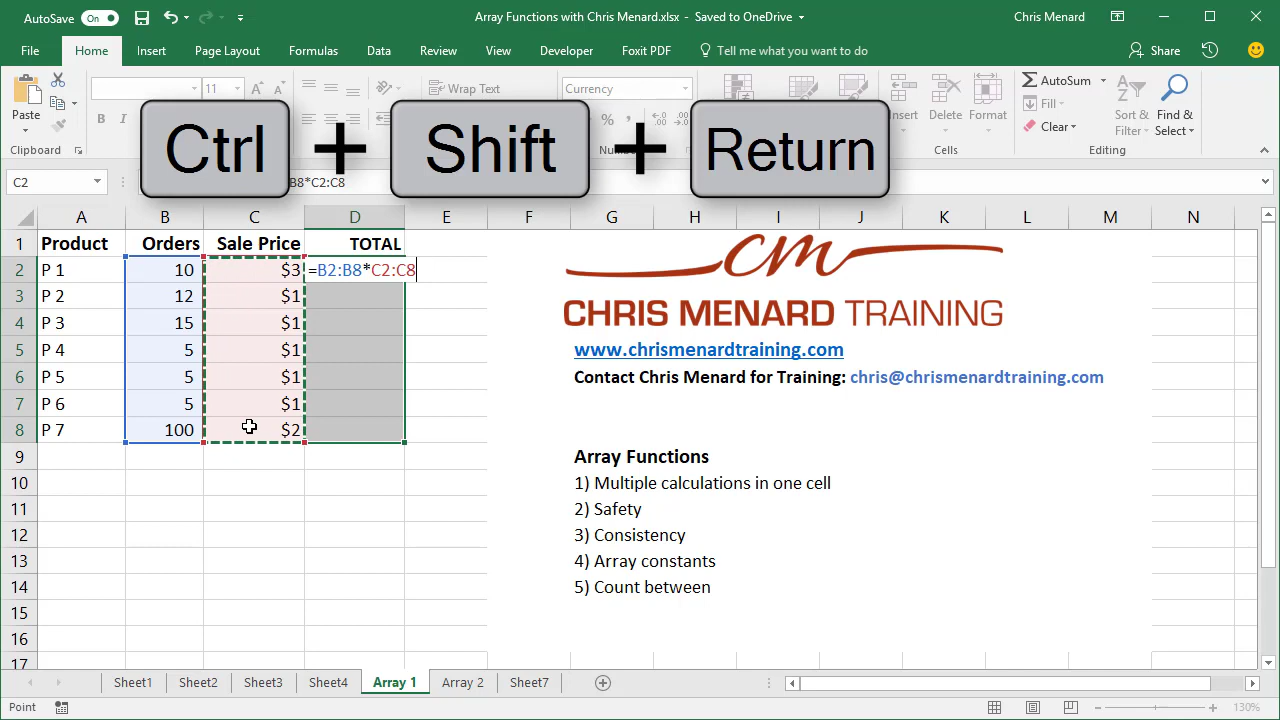 AutoSave On Array Functions with Chris Menard.xlsx - Saved to OneDrive Chris Menard
File Home Insert Page Layout Formulas Data Review View Developer Foxit PDF Tell me what you want to do Share
Paste
11
Wrap Text
Currency
Insert Delete Format
AutoSum
Fill
Clear
Sort & Filter
Find & Select
Clipboard Cells Editing
Ctrl + Shift + Return
C2 B8*C2:C8
A B C D E F G H I J K L M N
1 Product Orders Sale Price TOTAL
2 P 1 10 $3 =B2:B8*C2:C8
3 P 2 12 $1
4 P 3 15 $1
5 P 4 5 $1
6 P 5 5 $1
7 P 6 5 $1
8 P 7 100 $2
9
10
11
12
13
14
15
16
17
cm
CHRIS MENARD TRAINING
www.chrismenardtraining.com
Contact Chris Menard for Training: chris@chrismenardtraining.com
Array Functions
1) Multiple calculations in one cell
2) Safety
3) Consistency
4) Array constants
5) Count between
Sheet1 Sheet2 Sheet3 Sheet4 Array 1 Array 2 Sheet7
Point 130%